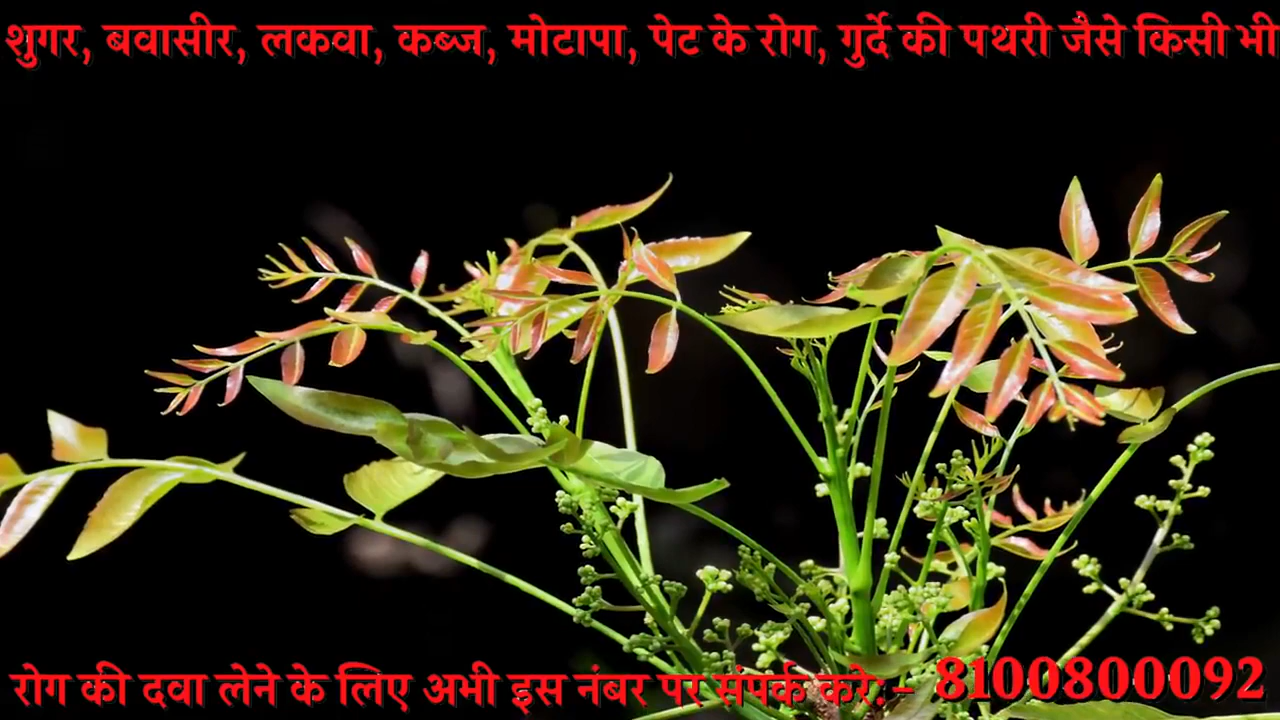 शुगर, बवासीर, लकवा, कब्ज, मोटापा, पेट के रोग, गुर्दे की पथरी जैसे किसी भी
रोग की दवा लेने के लिए अभी इस नंबर पर संपर्क करे:- 8100800092